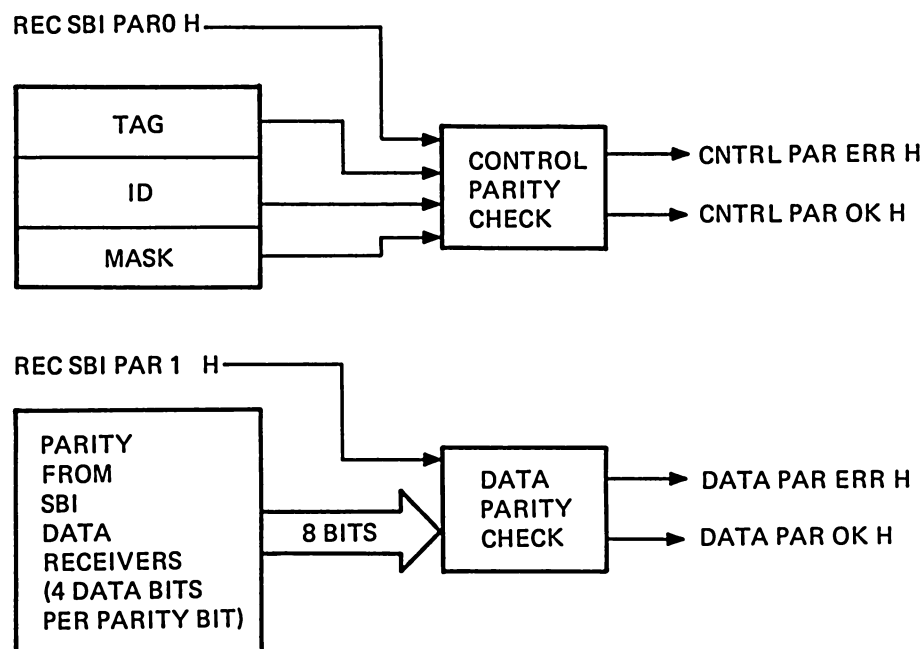 REC SBI PAR0 H
TAG
ID
MASK
CONTROL
PARITY
CHECK
CNTRL PAR ERR H
CNTRL PAR OK H
REC SBI PAR 1 H
PARITY
FROM
SBI
DATA
RECEIVERS
(4 DATA BITS
PER PARITY BIT)
8 BITS
DATA
PARITY
CHECK
DATA PAR ERR H
DATA PAR OK H